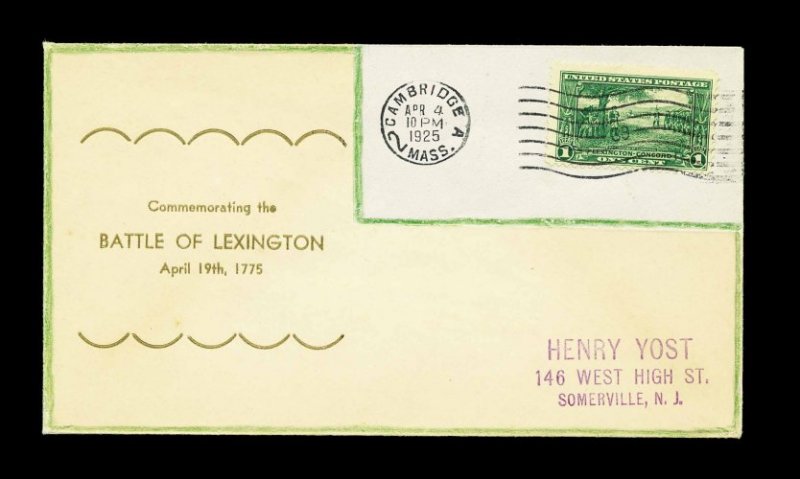 CAMBRIDGE A
APR 4
10 PM
1925
2 MASS.
UNITED STATES POSTAGE
LEXINGTON-CONCORD
1 ONE CENT 1
Commemorating the
BATTLE OF LEXINGTON
April 19th, 1775
HENRY YOST
146 WEST HIGH ST.
SOMERVILLE, N. J.